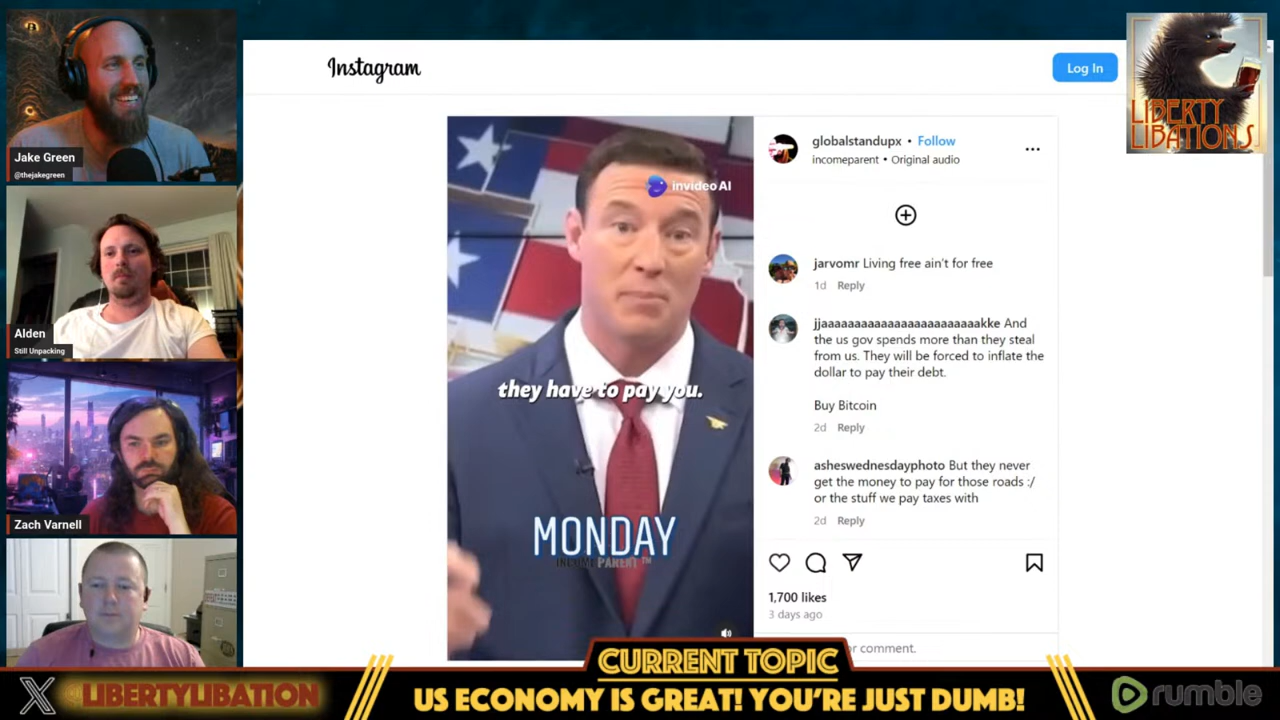 Jake Green
@thejakegreen
Alden
Still Unpacking
Zach Varnell
Instagram
Log In
LIBERTY
LIBATIONS
invideo AI
they have to pay you.
MONDAY
INCOME PARENT™
globalstandupx • Follow
incomeparent • Original audio
jarvomr Living free ain't for free
1d Reply
jjaaaaaaaaaaaaaaaaaaaaaaaakke And
the us gov spends more than they steal
from us. They will be forced to inflate the
dollar to pay their debt.
Buy Bitcoin
2d Reply
asheswednesdayphoto But they never
get the money to pay for those roads :/
or the stuff we pay taxes with
2d Reply
1,700 likes
3 days ago
or comment.
CURRENT TOPIC
X LIBERTYLIBATION
US ECONOMY IS GREAT! YOU'RE JUST DUMB!
rumble